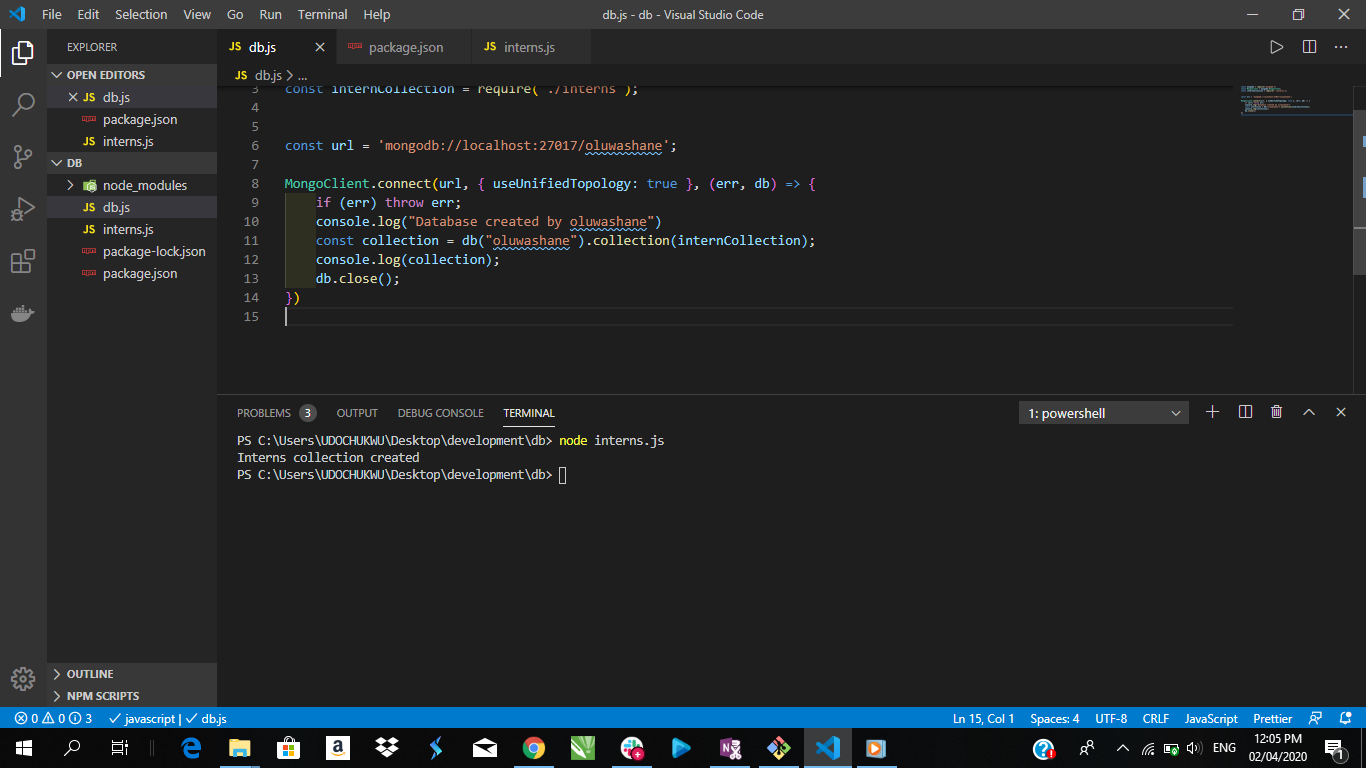 File Edit Selection View Go Run Terminal Help db.js - db - Visual Studio Code
EXPLORER
OPEN EDITORS
JS db.js
package.json
JS interns.js
DB
node_modules
JS db.js
JS interns.js
package-lock.json
package.json
OUTLINE
NPM SCRIPTS
JS db.js package.json JS interns.js
JS db.js > ...
3 const internCollection = require('./interns');
4
5
6 const url = 'mongodb://localhost:27017/oluwashane';
7
8 MongoClient.connect(url, { useUnifiedTopology: true }, (err, db) => {
9 if (err) throw err;
10 console.log("Database created by oluwashane")
11 const collection = db("oluwashane").collection(internCollection);
12 console.log(collection);
13 db.close();
14 })
15
PROBLEMS 3 OUTPUT DEBUG CONSOLE TERMINAL 1: powershell
PS C:\Users\UDOCHUKWU\Desktop\development\db> node interns.js
Interns collection created
PS C:\Users\UDOCHUKWU\Desktop\development\db>
0 0 3 javascript | db.js Ln 15, Col 1 Spaces: 4 UTF-8 CRLF JavaScript Prettier
ENG 12:05 PM
02/04/2020 1